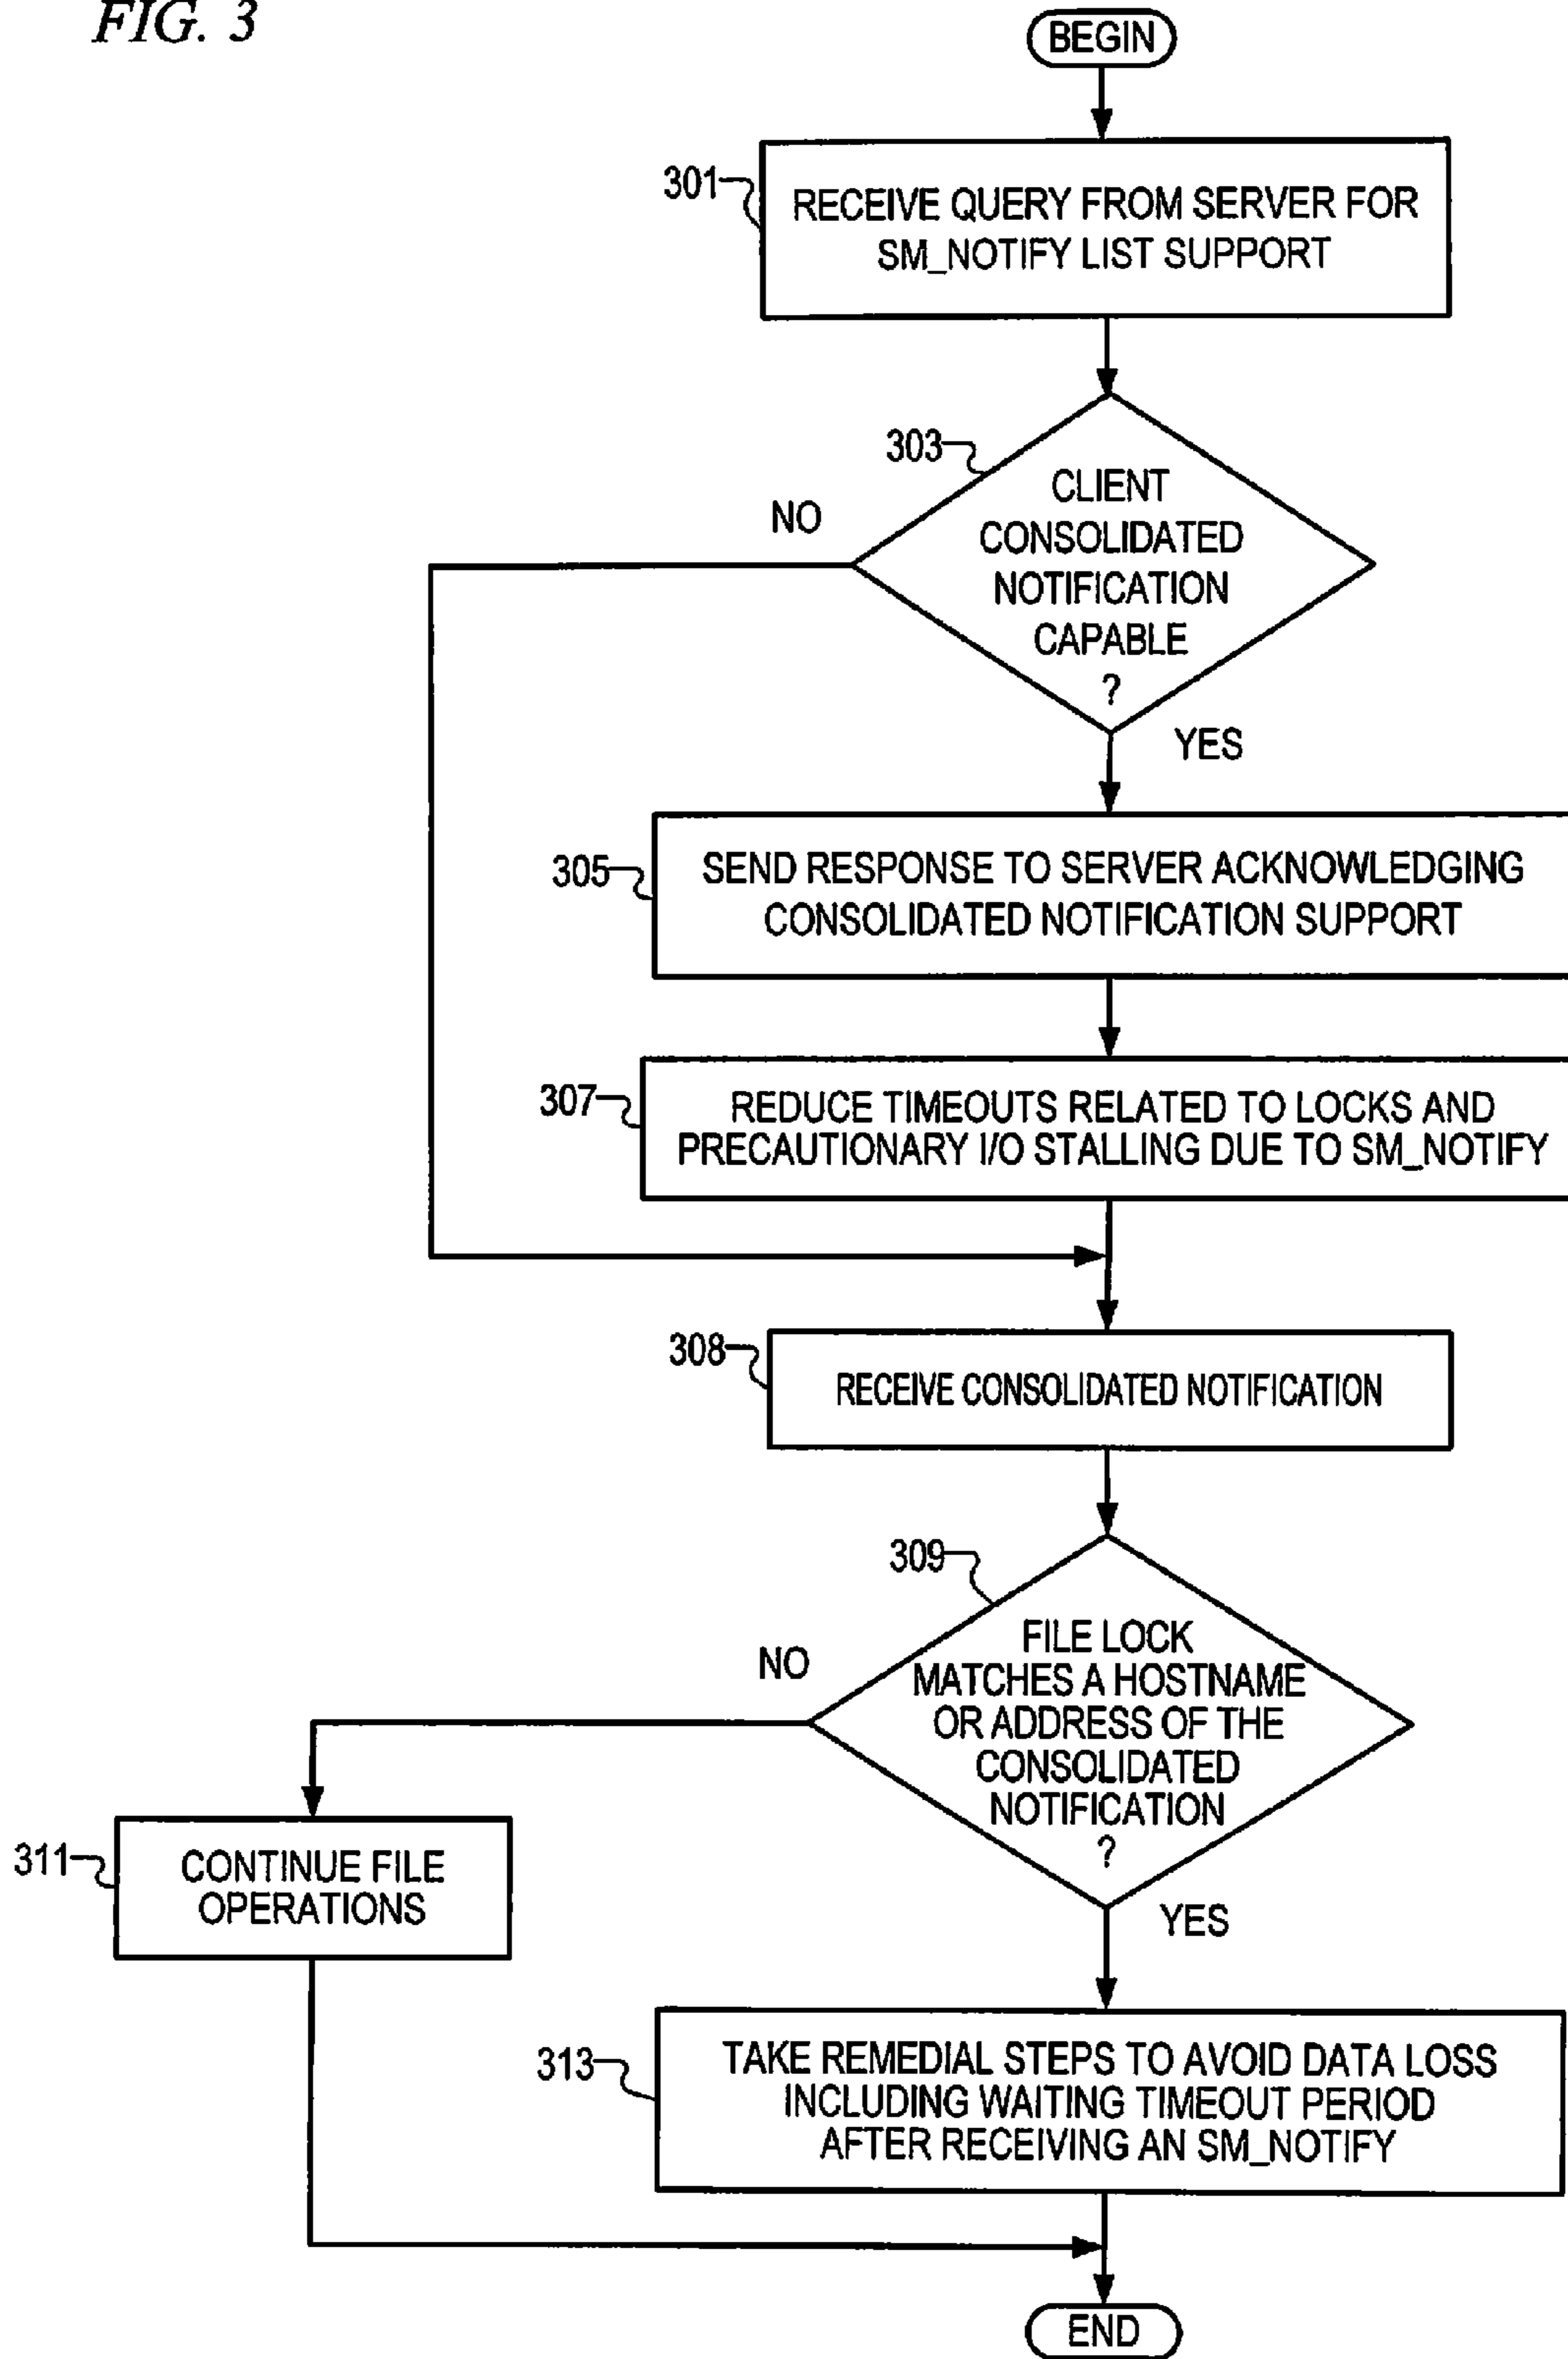 FIG. 3
BEGIN
301
RECEIVE QUERY FROM SERVER FOR
SM_NOTIFY LIST SUPPORT
303
CLIENT
CONSOLIDATED
NOTIFICATION
CAPABLE
?
NO
YES
305
SEND RESPONSE TO SERVER ACKNOWLEDGING
CONSOLIDATED NOTIFICATION SUPPORT
307
REDUCE TIMEOUTS RELATED TO LOCKS AND
PRECAUTIONARY I/O STALLING DUE TO SM_NOTIFY
308
RECEIVE CONSOLIDATED NOTIFICATION
309
FILE LOCK
MATCHES A HOSTNAME
OR ADDRESS OF THE
CONSOLIDATED
NOTIFICATION
?
NO
YES
311
CONTINUE FILE
OPERATIONS
313
TAKE REMEDIAL STEPS TO AVOID DATA LOSS
INCLUDING WAITING TIMEOUT PERIOD
AFTER RECEIVING AN SM_NOTIFY
END